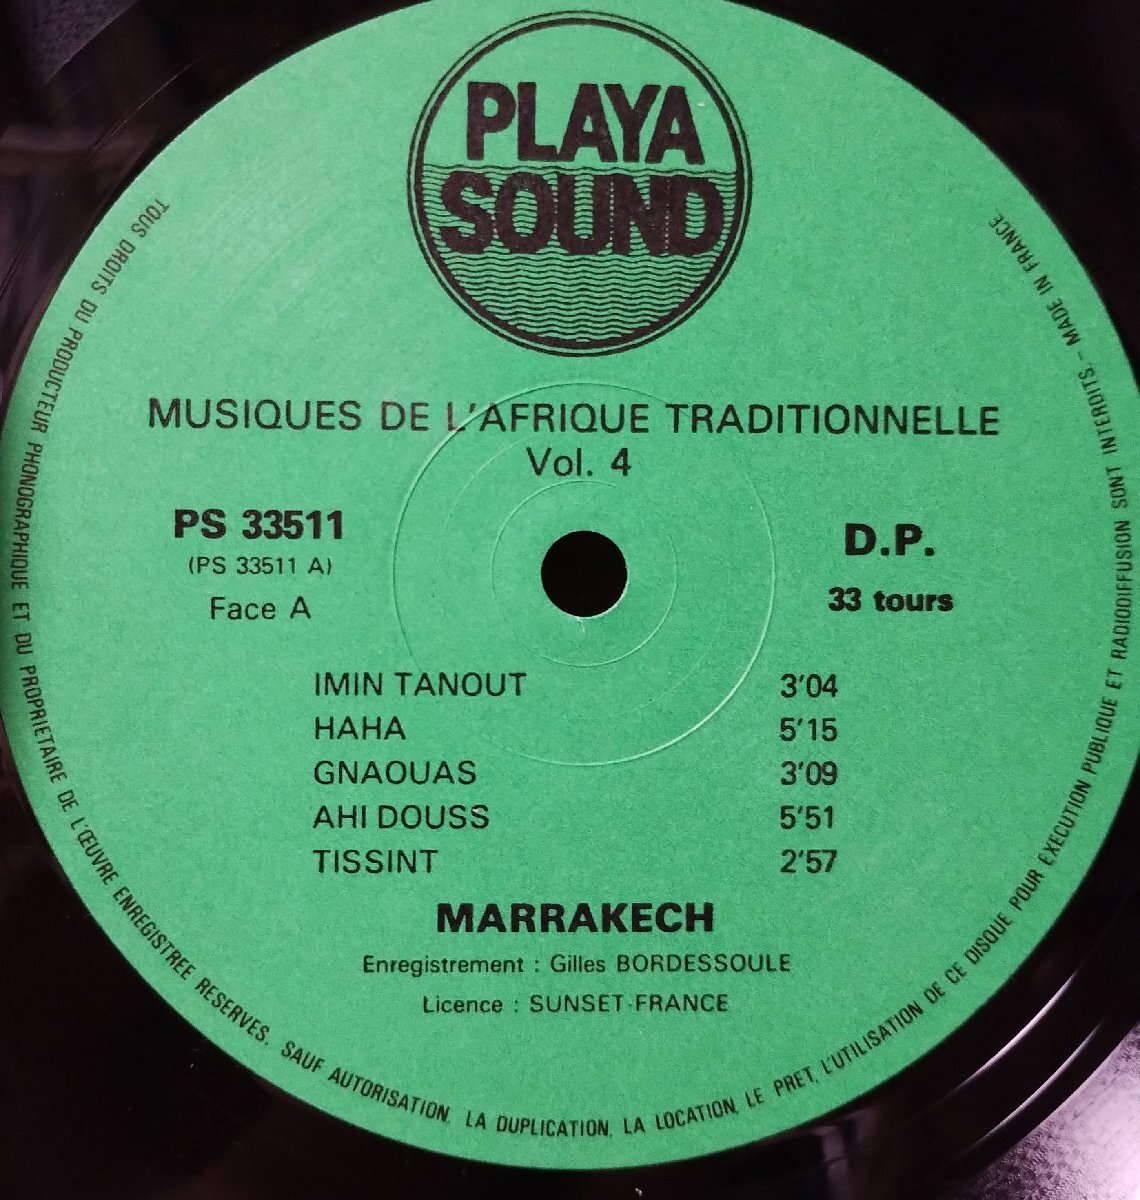 PLAYA
SOUND
MUSIQUES DE L'AFRIQUE TRADITIONNELLE
Vol. 4
PS 33511
(PS 33511 A)
Face A
D.P.
33 tours
IMIN TANOUT 3'04
HAHA 5'15
GNAOUAS 3'09
AHI DOUSS 5'51
TISSINT 2'57
MARRAKECH
Enregistrement : Gilles BORDESSOULE
Licence : SUNSET-FRANCE
TOUS DROITS DU PRODUCTEUR PHONOGRAPHIQUE ET DU PROPRIETAIRE DE L'ŒUVRE ENREGISTREE RESERVES. SAUF AUTORISATION, LA DUPLICATION, LA LOCATION, LE PRET, L'UTILISATION DE CE DISQUE POUR EXECUTION PUBLIQUE ET RADIODIFFUSION SONT INTERDITS. - MADE IN FRANCE.